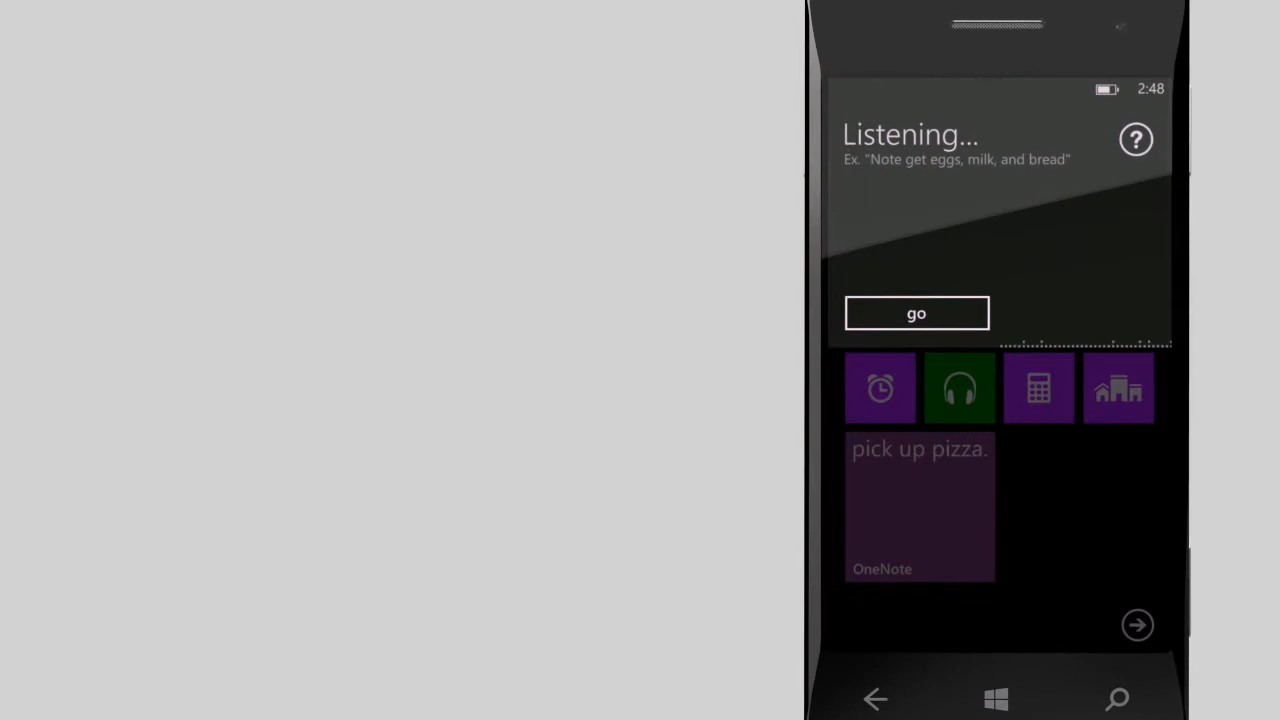 2:48
Listening...
Ex. "Note get eggs, milk, and bread"
go
pick up pizza.
OneNote